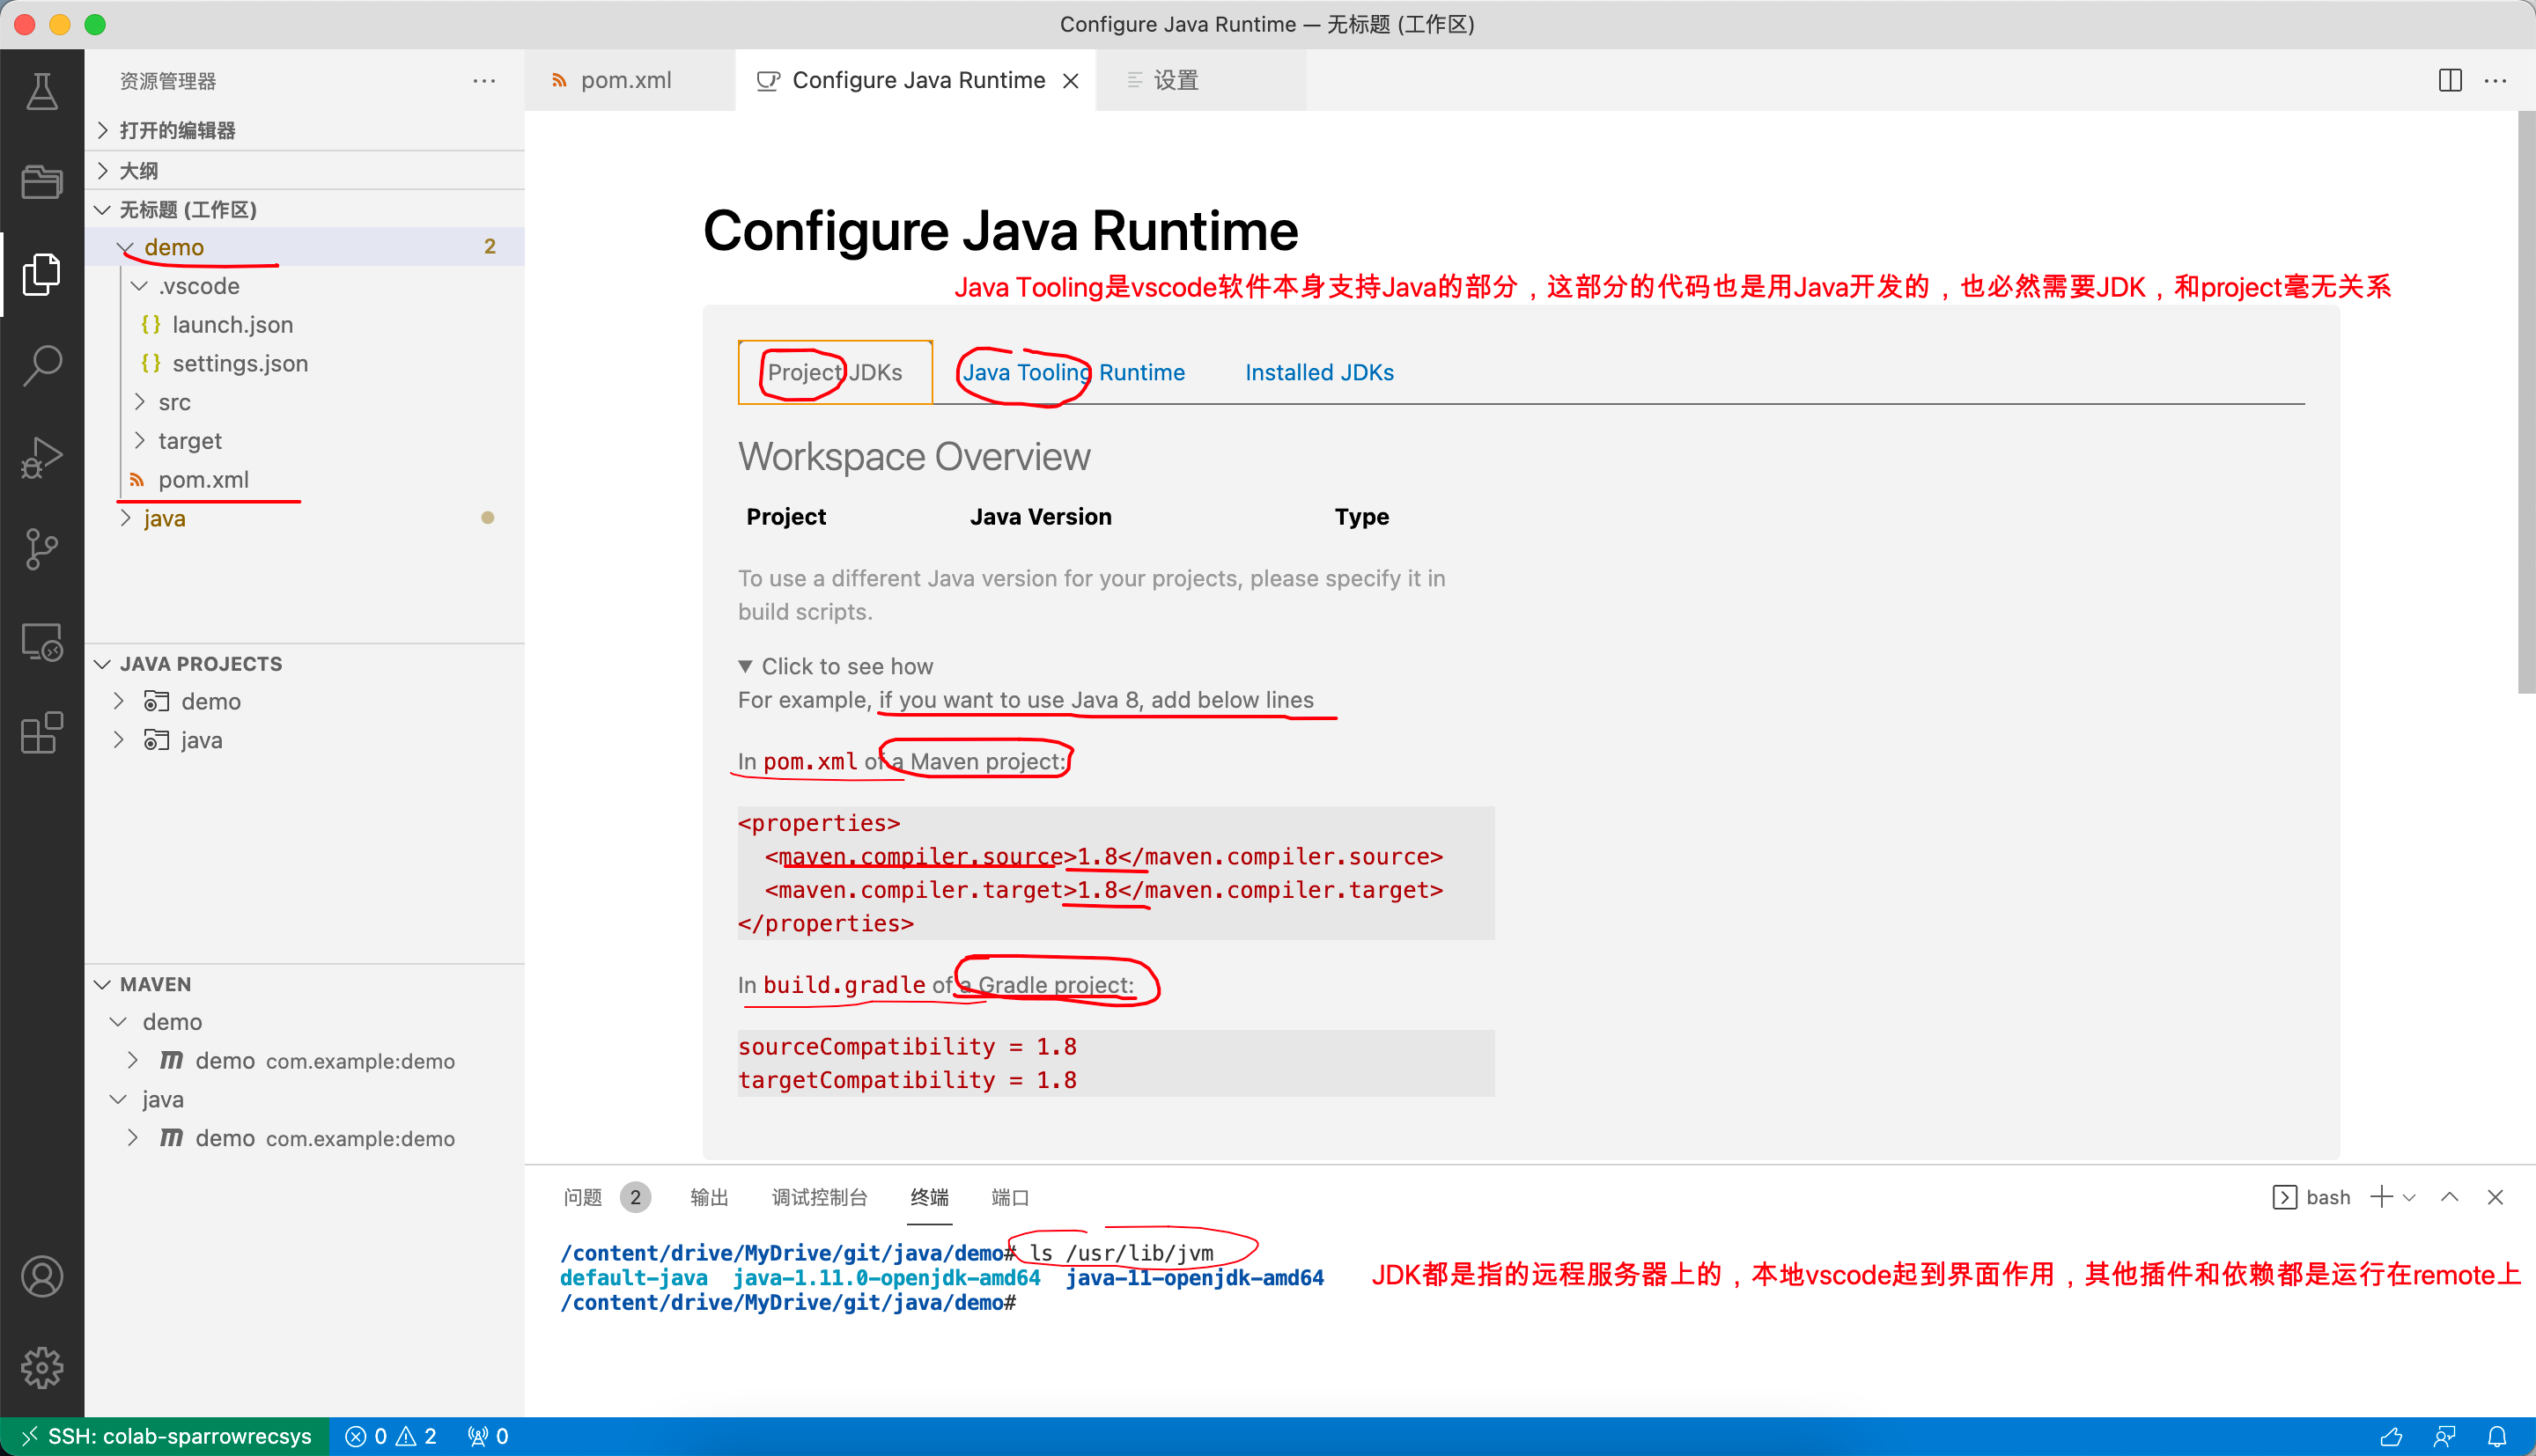 Configure Java Runtime — 无标题 (工作区)
资源管理器
打开的编辑器
大纲
无标题 (工作区)
demo 2
.vscode
{} launch.json
{} settings.json
src
target
pom.xml
java
JAVA PROJECTS
demo
java
MAVEN
demo
m demo com.example:demo
java
m demo com.example:demo
pom.xml
Configure Java Runtime
设置
Configure Java Runtime
Java Tooling是vscode软件本身支持Java的部分，这部分的代码也是用Java开发的，也必然需要JDK，和project毫无关系
Project JDKs
Java Tooling Runtime
Installed JDKs
Workspace Overview
Project Java Version Type
To use a different Java version for your projects, please specify it in
build scripts.
▼ Click to see how
For example, if you want to use Java 8, add below lines
In pom.xml of a Maven project:
<properties>
  <maven.compiler.source>1.8</maven.compiler.source>
  <maven.compiler.target>1.8</maven.compiler.target>
</properties>
In build.gradle of a Gradle project:
sourceCompatibility = 1.8
targetCompatibility = 1.8
问题 2 输出 调试控制台 终端 端口
bash
/content/drive/MyDrive/git/java/demo# ls /usr/lib/jvm
default-java java-1.11.0-openjdk-amd64 java-11-openjdk-amd64
JDK都是指的远程服务器上的，本地vscode起到界面作用，其他插件和依赖都是运行在remote上
/content/drive/MyDrive/git/java/demo#
SSH: colab-sparrowrecsys 0 2 0